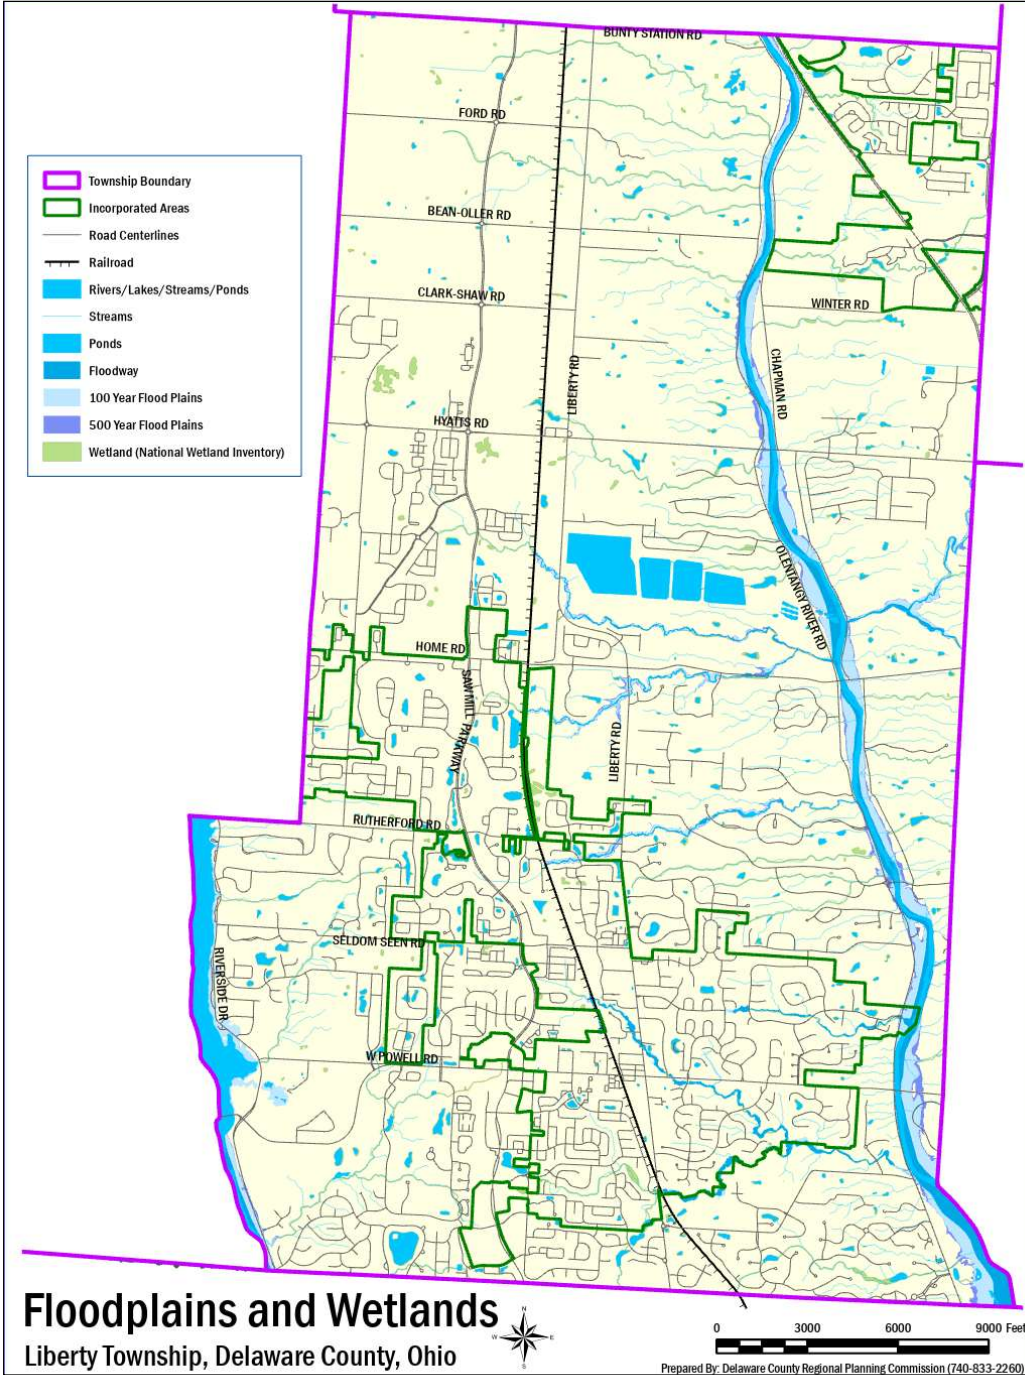 BUNTY STATION RD
FORD RD
Township Boundary
Incorporated Areas
Road Centerlines
Railroad
Rivers/Lakes/Streams/Ponds
Streams
Ponds
Floodway
100 Year Flood Plains
500 Year Flood Plains
Wetland (National Wetland Inventory)
BEAN-OLLER RD
CLARK-SHAW RD
WINTER RD
LIBERTY RD
CHAPMAN RD
HYATTS RD
OLENTANGY RIVER RD
HOME RD
SAWMILL PARKWAY
LIBERTY RD
RUTHERFORD RD
SELDOM SEEN RD
RIVERSIDE DR
W POWELL RD
Floodplains and Wetlands
Liberty Township, Delaware County, Ohio
N
W E
S
0 3000 6000 9000 Feet
Prepared By: Delaware County Regional Planning Commission (740-833-2260)